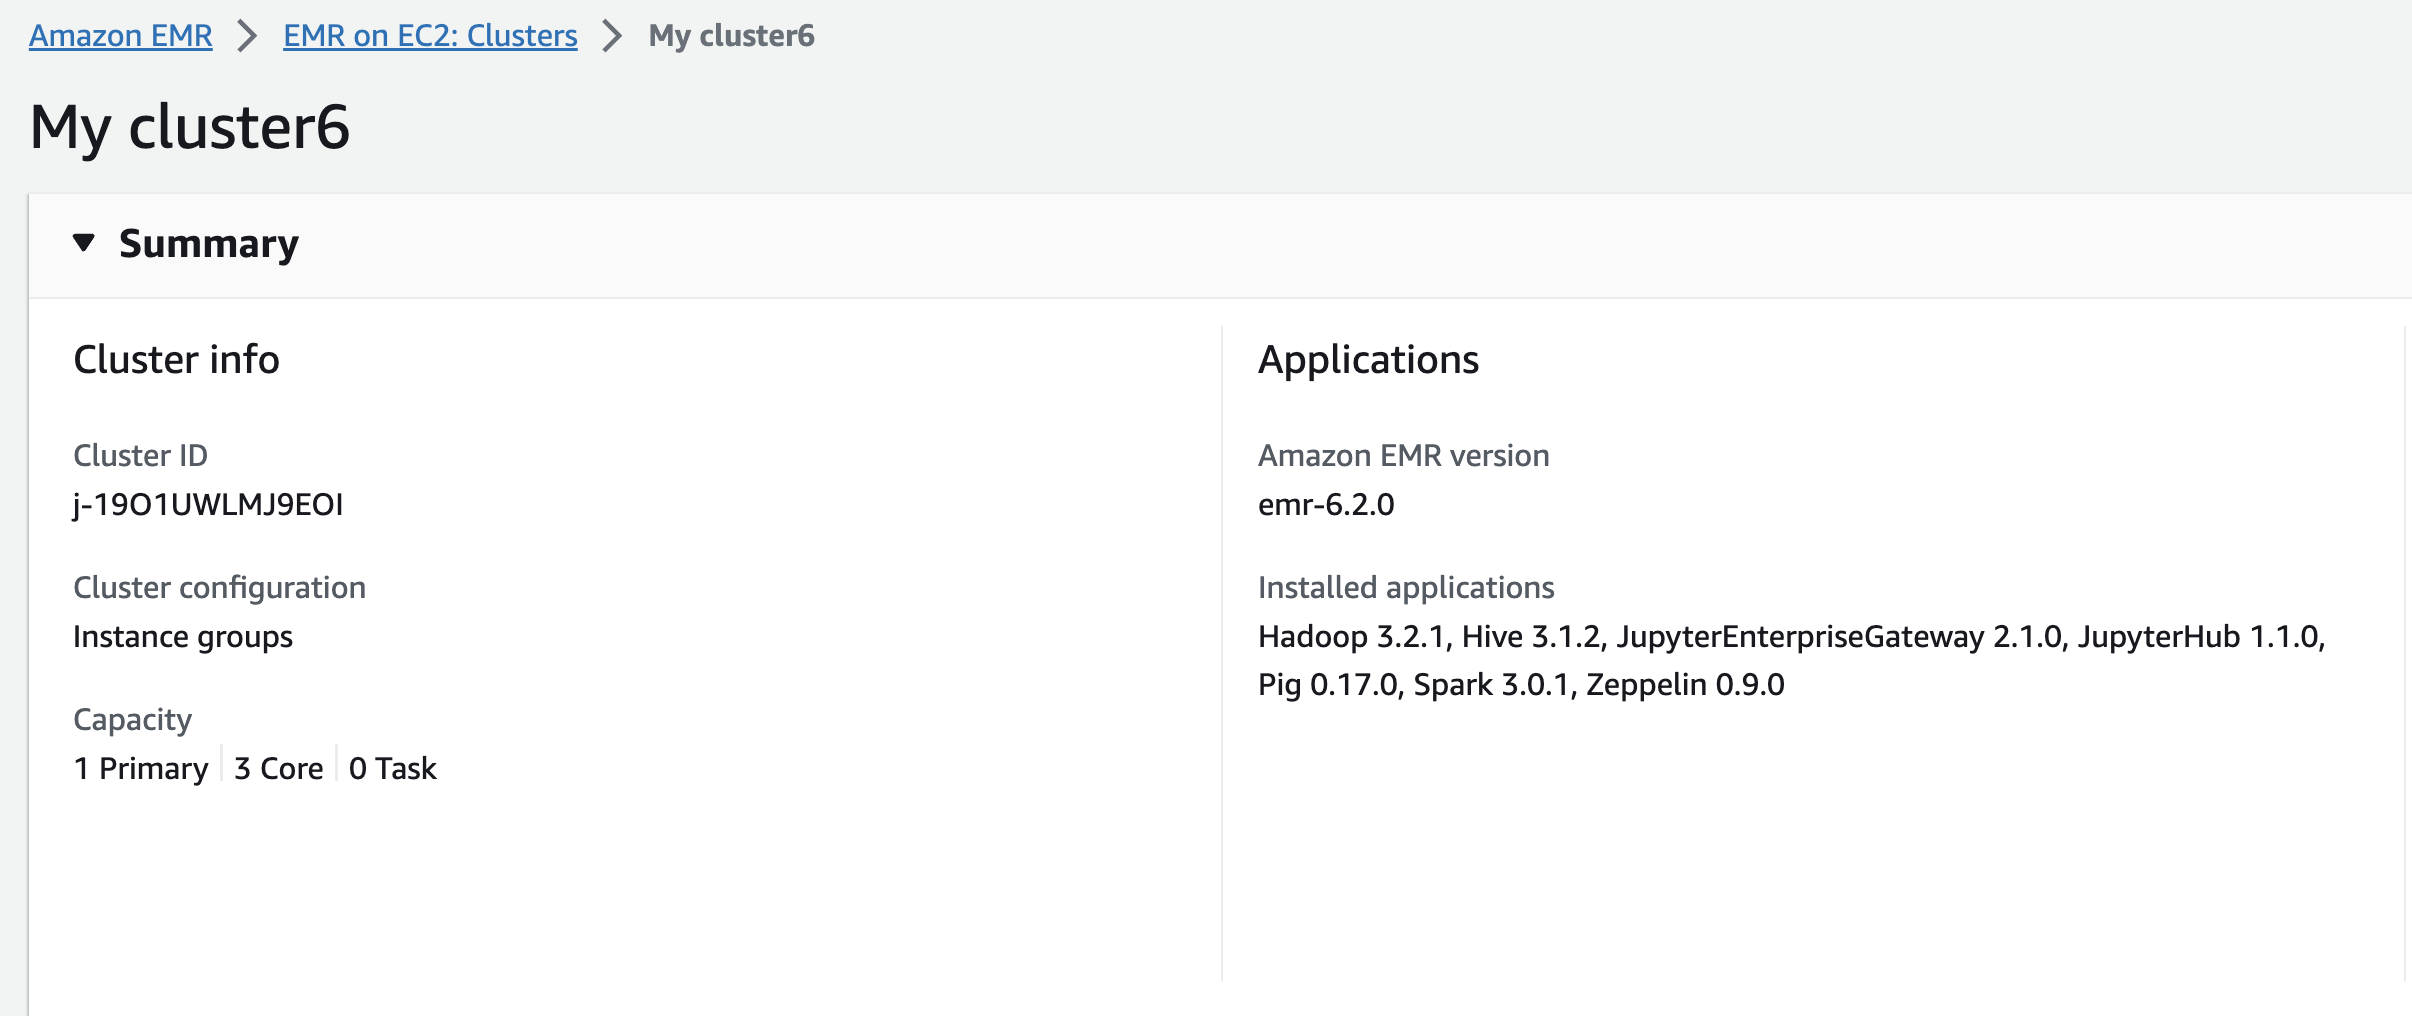 Amazon EMR > EMR on EC2: Clusters > My cluster6
My cluster6
Summary
Cluster info
Cluster ID
j-19O1UWLMJ9EOI
Cluster configuration
Instance groups
Capacity
1 Primary | 3 Core | 0 Task
Applications
Amazon EMR version
emr-6.2.0
Installed applications
Hadoop 3.2.1, Hive 3.1.2, JupyterEnterpriseGateway 2.1.0, JupyterHub 1.1.0,
Pig 0.17.0, Spark 3.0.1, Zeppelin 0.9.0